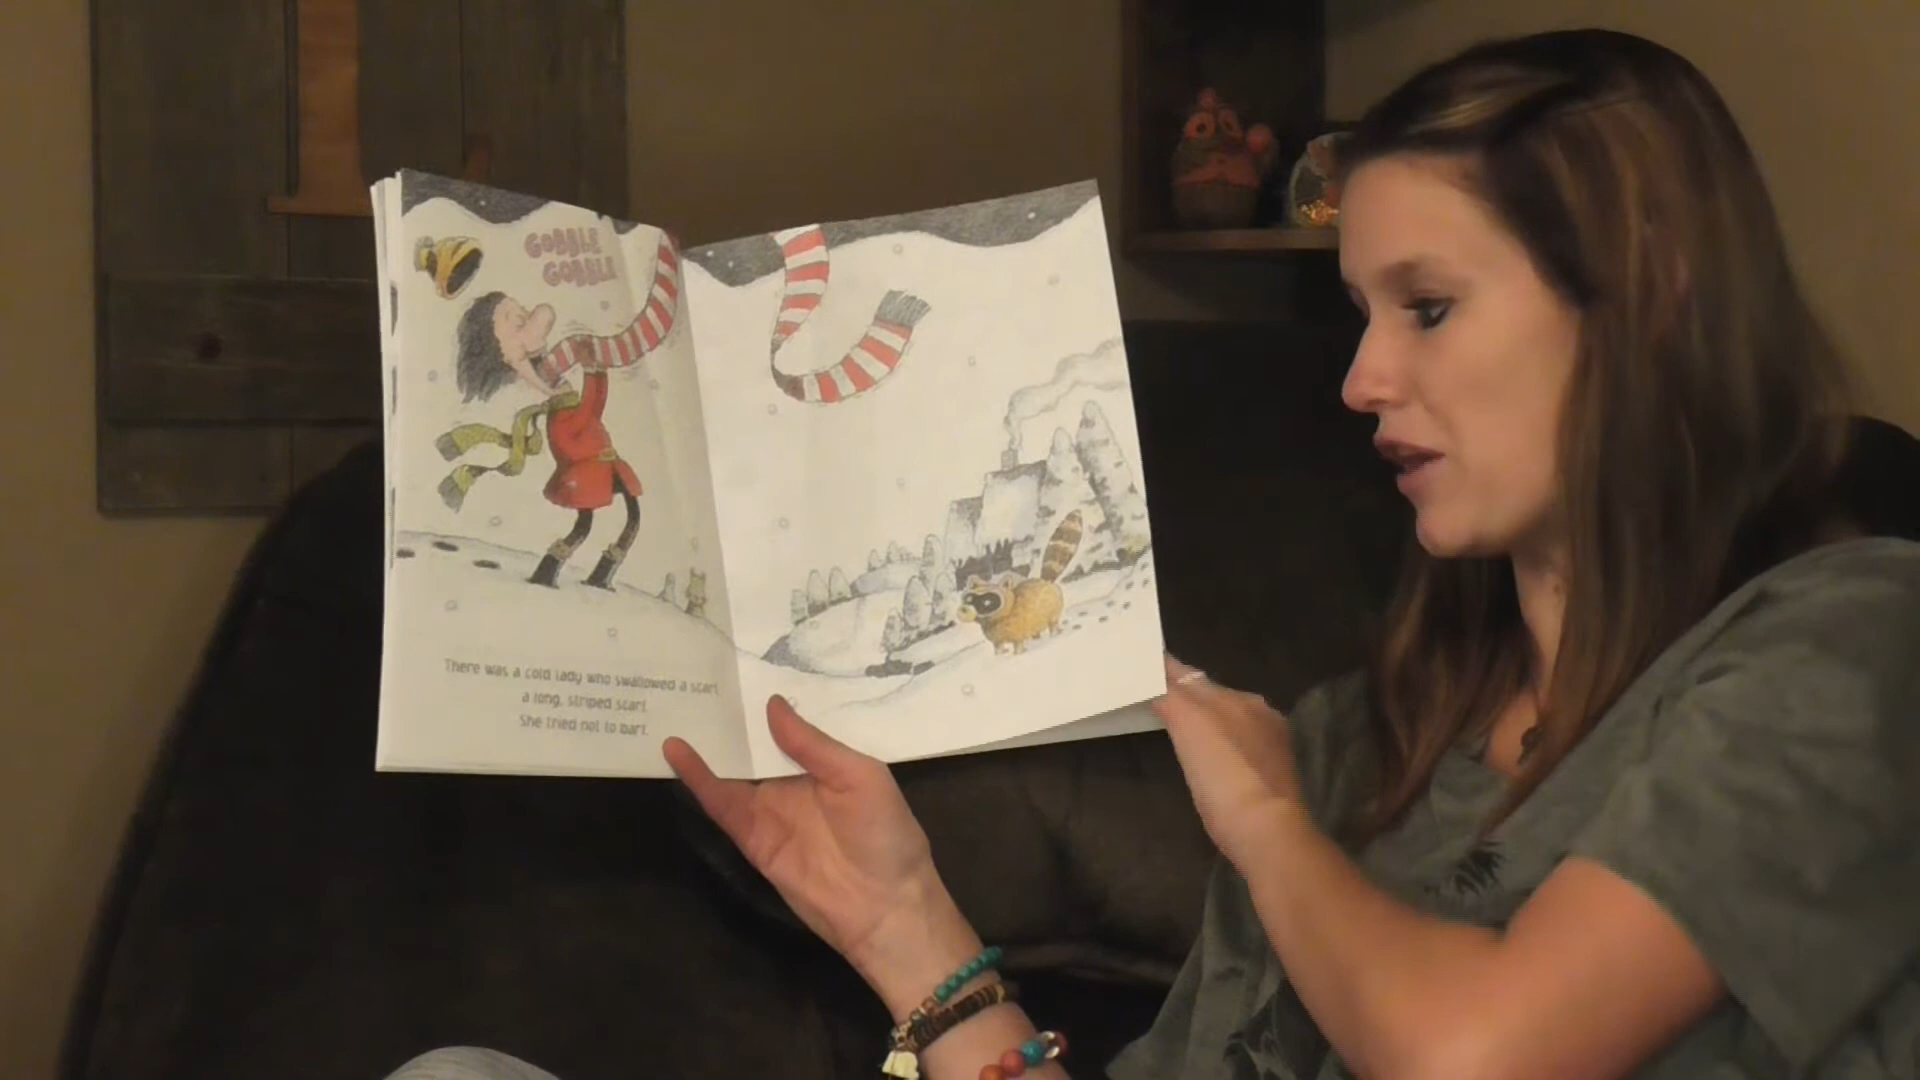 GOBBLE
GOBBLE
There was a cold lady who swallowed a scarf,
a long, striped scarf.
She tried not to barf.